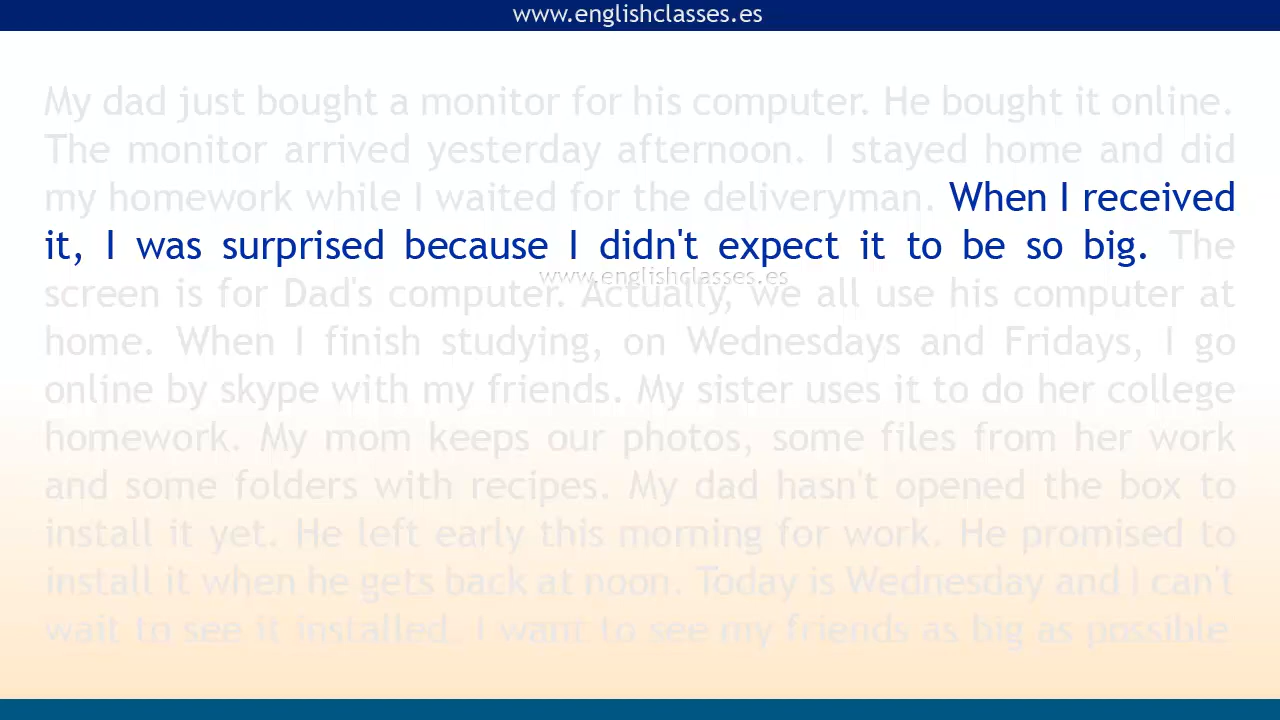 www.englishclasses.es
My dad just bought a monitor for his computer. He bought it online.
The monitor arrived yesterday afternoon. I stayed home and did
my homework while I waited for the deliveryman. When I received
it, I was surprised because I didn't expect it to be so big. The
www.englishclasses.es
screen is for Dad's computer. Actually, we all use his computer at
home. When I finish studying, on Wednesdays and Fridays, I go
online by skype with my friends. My sister uses it to do her college
homework. My mom keeps our photos, some files from her work
and some folders with recipes. My dad hasn't opened the box to
install it yet. He left early this morning for work. He promised to
install it when he gets back at noon. Today is Wednesday and I can't
wait to see it installed. I want to see my friends as big as possible